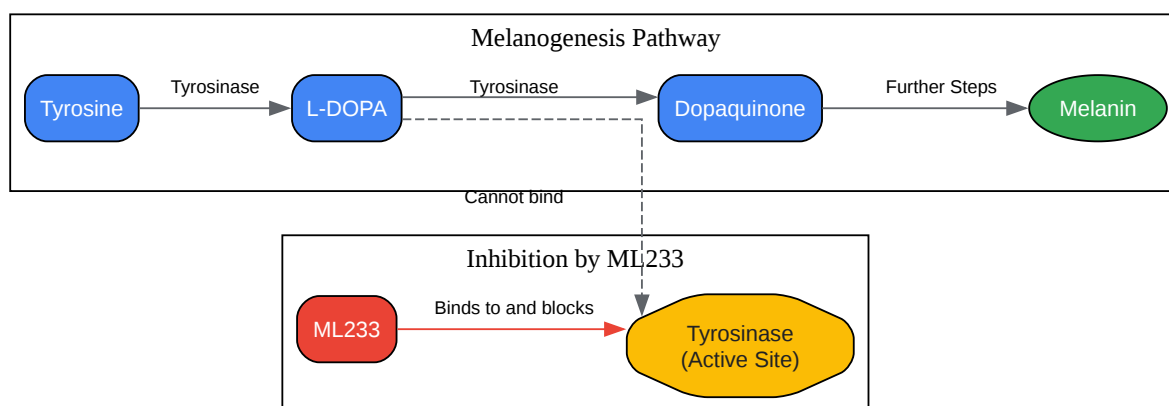 Melanogenesis Pathway
Tyrosine
Tyrosinase
L-DOPA
Tyrosinase
Dopaquinone
Further Steps
Melanin
Cannot bind
Inhibition by ML233
ML233
Binds to and blocks
Tyrosinase
(Active Site)